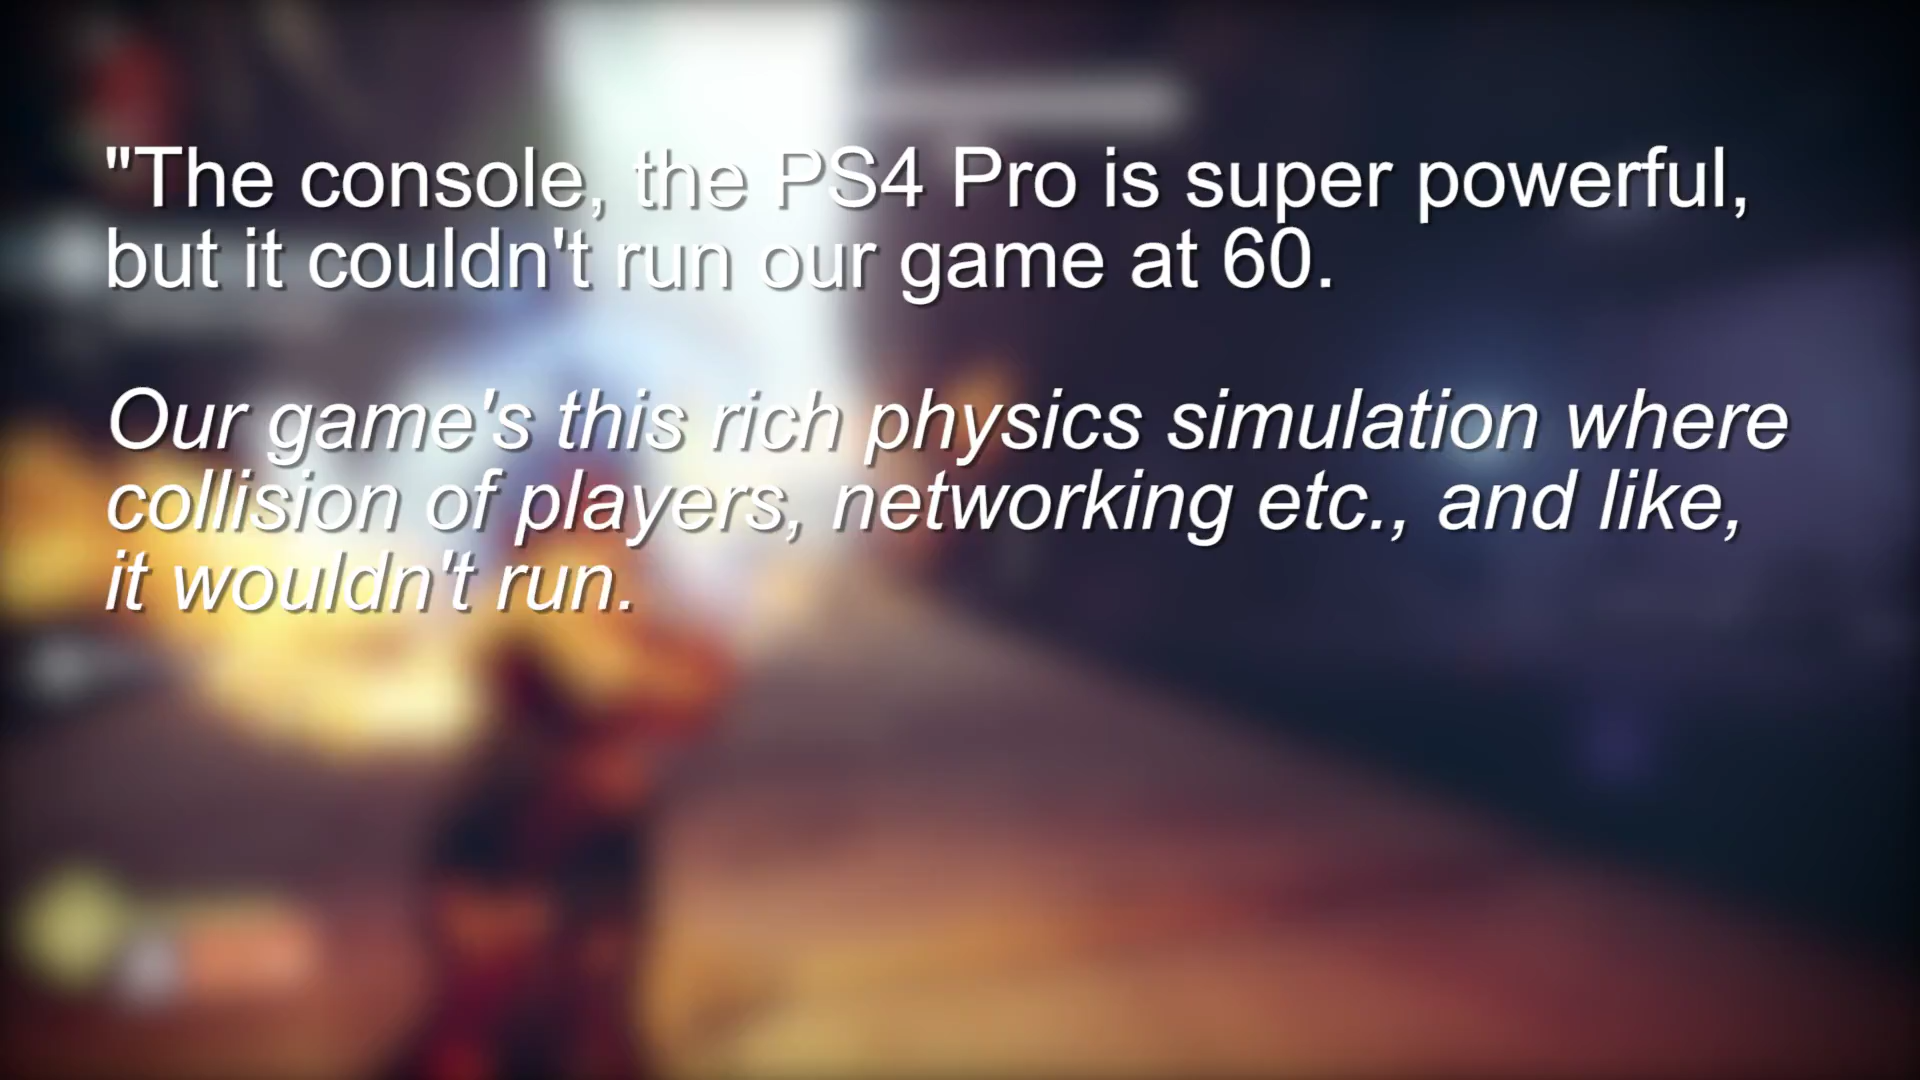 "The console, the PS4 Pro is super powerful,
but it couldn't run our game at 60.
Our game's this rich physics simulation where
collision of players, networking etc., and like,
it wouldn't run.